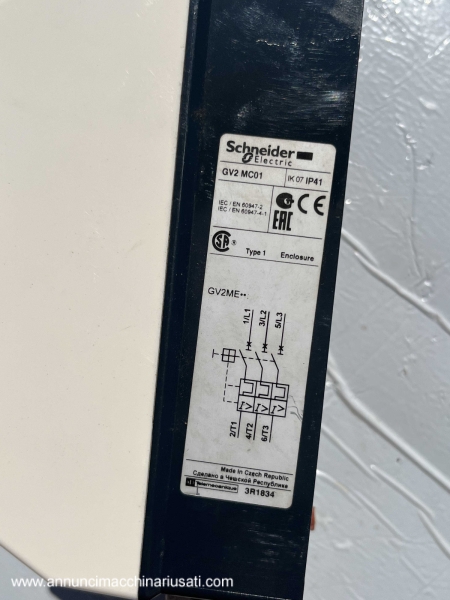 Schneider
Electric
GV2 MC01
IK 07 IP41
IEC / EN 60947-2
IEC / EN 60947-4-1
CE
EAC
CSA ®
Type 1 Enclosure
GV2ME••
1/L1
3/L2
5/L3
2/T1
4/T2
6/T3
Made in Czech Republic
Сделано в Чешской Республике
Telemecanique
3R1834
www.annuncimacchinariusati.com